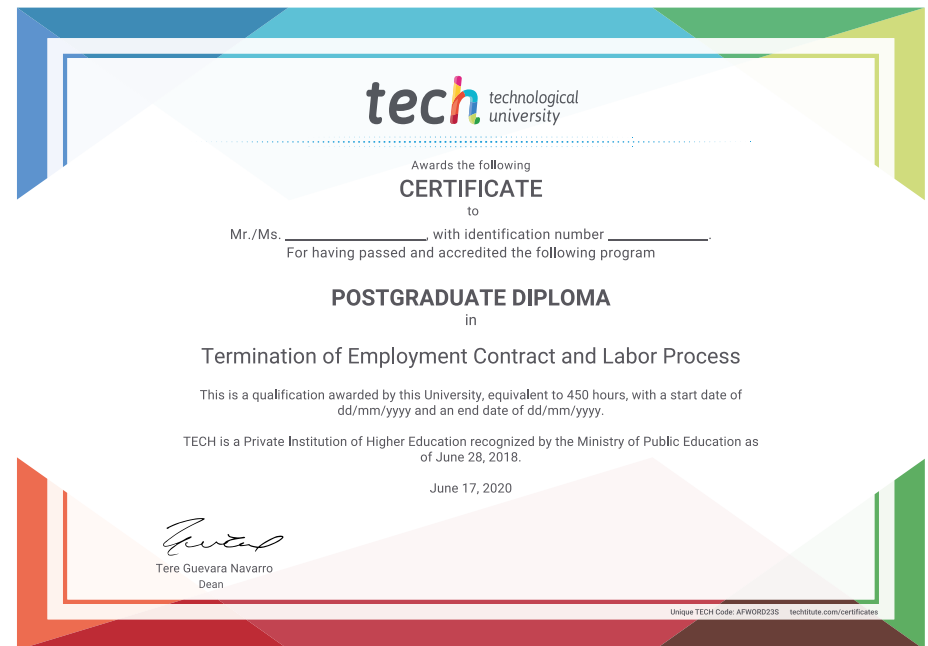 tech technological
university
Awards the following
CERTIFICATE
to
Mr./Ms. ____________________, with identification number ______________.
For having passed and accredited the following program
POSTGRADUATE DIPLOMA
in
Termination of Employment Contract and Labor Process
This is a qualification awarded by this University, equivalent to 450 hours, with a start date of
dd/mm/yyyy and an end date of dd/mm/yyyy.
TECH is a Private Institution of Higher Education recognized by the Ministry of Public Education as
of June 28, 2018.
June 17, 2020
Tere Guevara Navarro
Dean
Unique TECH Code: AFWORD23S techtitute.com/certificates